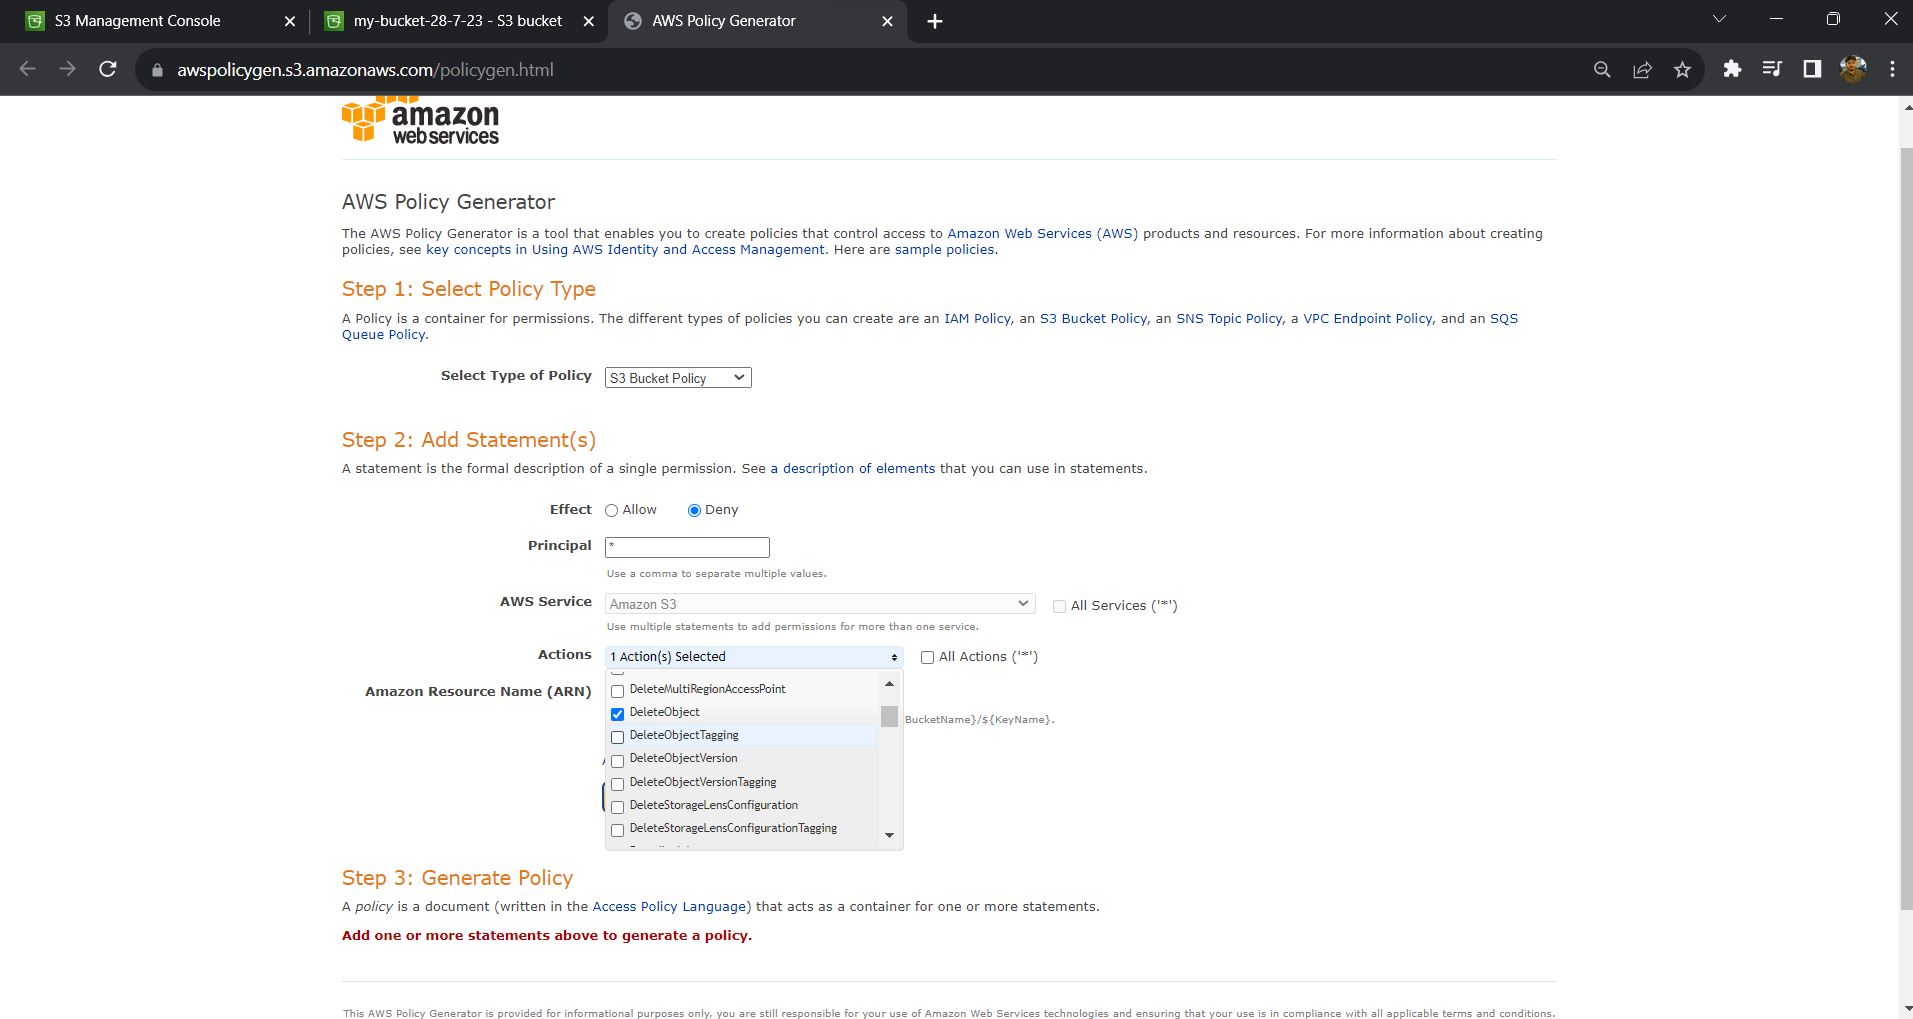 S3 Management Console
my-bucket-28-7-23 - S3 bucket
AWS Policy Generator
awspolicygen.s3.amazonaws.com/policygen.html
amazon
webservices
AWS Policy Generator
The AWS Policy Generator is a tool that enables you to create policies that control access to Amazon Web Services (AWS) products and resources. For more information about creating
policies, see key concepts in Using AWS Identity and Access Management. Here are sample policies.
Step 1: Select Policy Type
A Policy is a container for permissions. The different types of policies you can create are an IAM Policy, an S3 Bucket Policy, an SNS Topic Policy, a VPC Endpoint Policy, and an SQS
Queue Policy.
Select Type of Policy S3 Bucket Policy
Step 2: Add Statement(s)
A statement is the formal description of a single permission. See a description of elements that you can use in statements.
Effect Allow Deny
Principal *
Use a comma to separate multiple values.
AWS Service Amazon S3 All Services ('*')
Use multiple statements to add permissions for more than one service.
Actions 1 Action(s) Selected All Actions ('*')
DeleteMultiRegionAccessPoint
Amazon Resource Name (ARN)
DeleteObject
BucketName}/${KeyName}.
DeleteObjectTagging
DeleteObjectVersion
DeleteObjectVersionTagging
DeleteStorageLensConfiguration
DeleteStorageLensConfigurationTagging
Step 3: Generate Policy
A policy is a document (written in the Access Policy Language) that acts as a container for one or more statements.
Add one or more statements above to generate a policy.
This AWS Policy Generator is provided for informational purposes only, you are still responsible for your use of Amazon Web Services technologies and ensuring that your use is in compliance with all applicable terms and conditions.